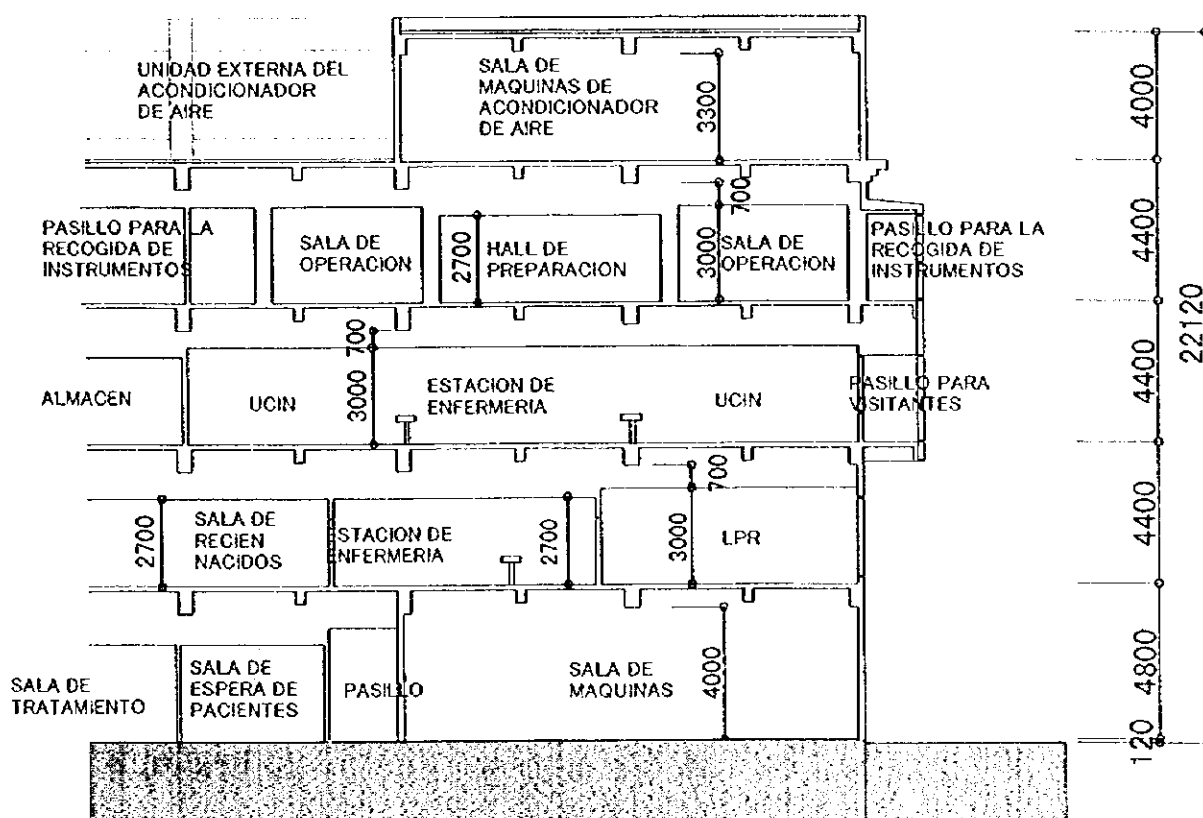 UNIDAD EXTERNA DEL
ACONDICIONADOR
DE AIRE
SALA DE
MAQUINAS DE
ACONDICIONADOR
DE AIRE
3300
4000
PASILLO PARA LA
RECOGIDA DE
INSTRUMENTOS
SALA DE
OPERACION
2700
HALL DE
PREPARACION
700
3000
SALA DE
OPERACION
PASILLO PARA LA
RECOGIDA DE
INSTRUMENTOS
4400
22120
ALMACEN
UCIN
700
3000
ESTACION DE
ENFERMERIA
UCIN
PASILLO PARA
VISITANTES
4400
2700
SALA DE
RECIEN
NACIDOS
ESTACION DE
ENFERMERIA
2700
700
3000
LPR
4400
SALA DE
TRATAMIENTO
SALA DE
ESPERA DE
PACIENTES
PASILLO
SALA DE
MAQUINAS
4000
4800
120